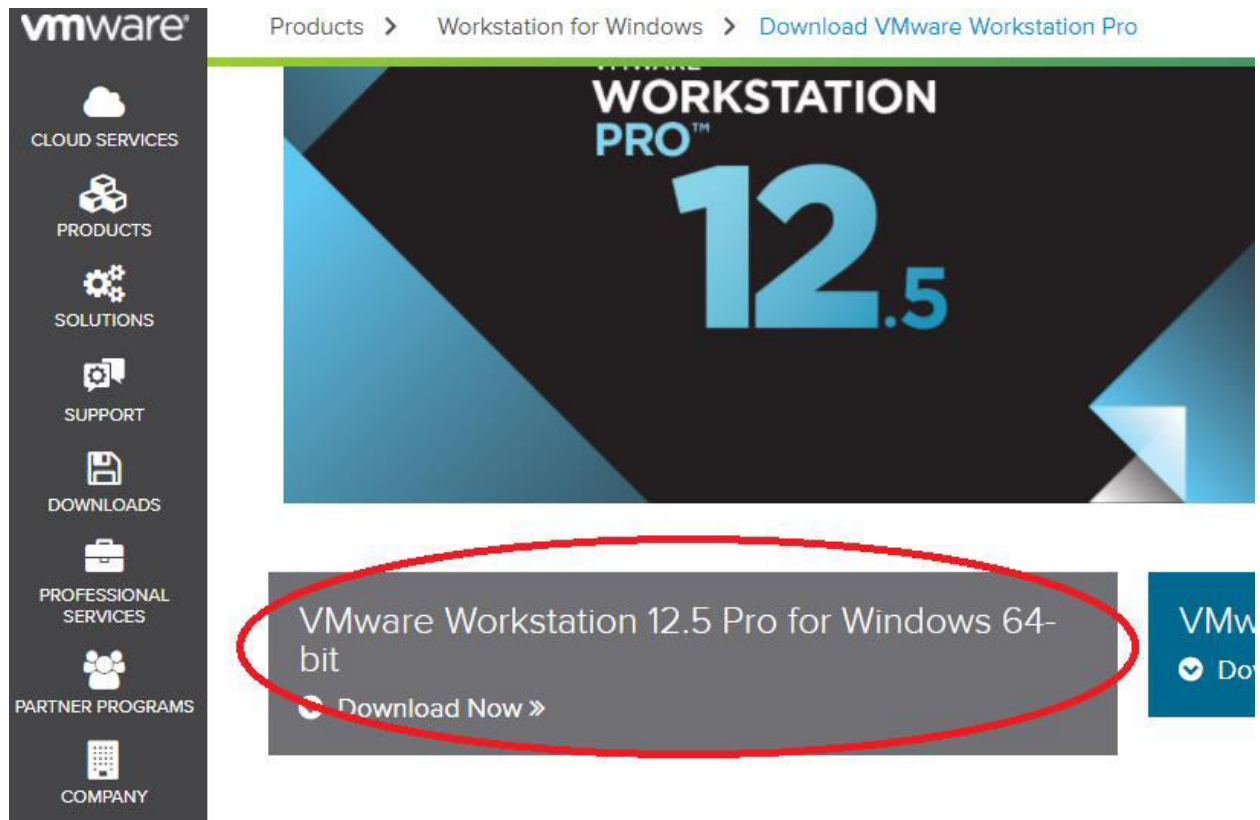 vmware
Products > Workstation for Windows > Download VMware Workstation Pro
CLOUD SERVICES
PRODUCTS
SOLUTIONS
SUPPORT
DOWNLOADS
PROFESSIONAL
SERVICES
PARTNER PROGRAMS
COMPANY
WORKSTATION
PRO™
12.5
VMware Workstation 12.5 Pro for Windows 64-
bit
Download Now »